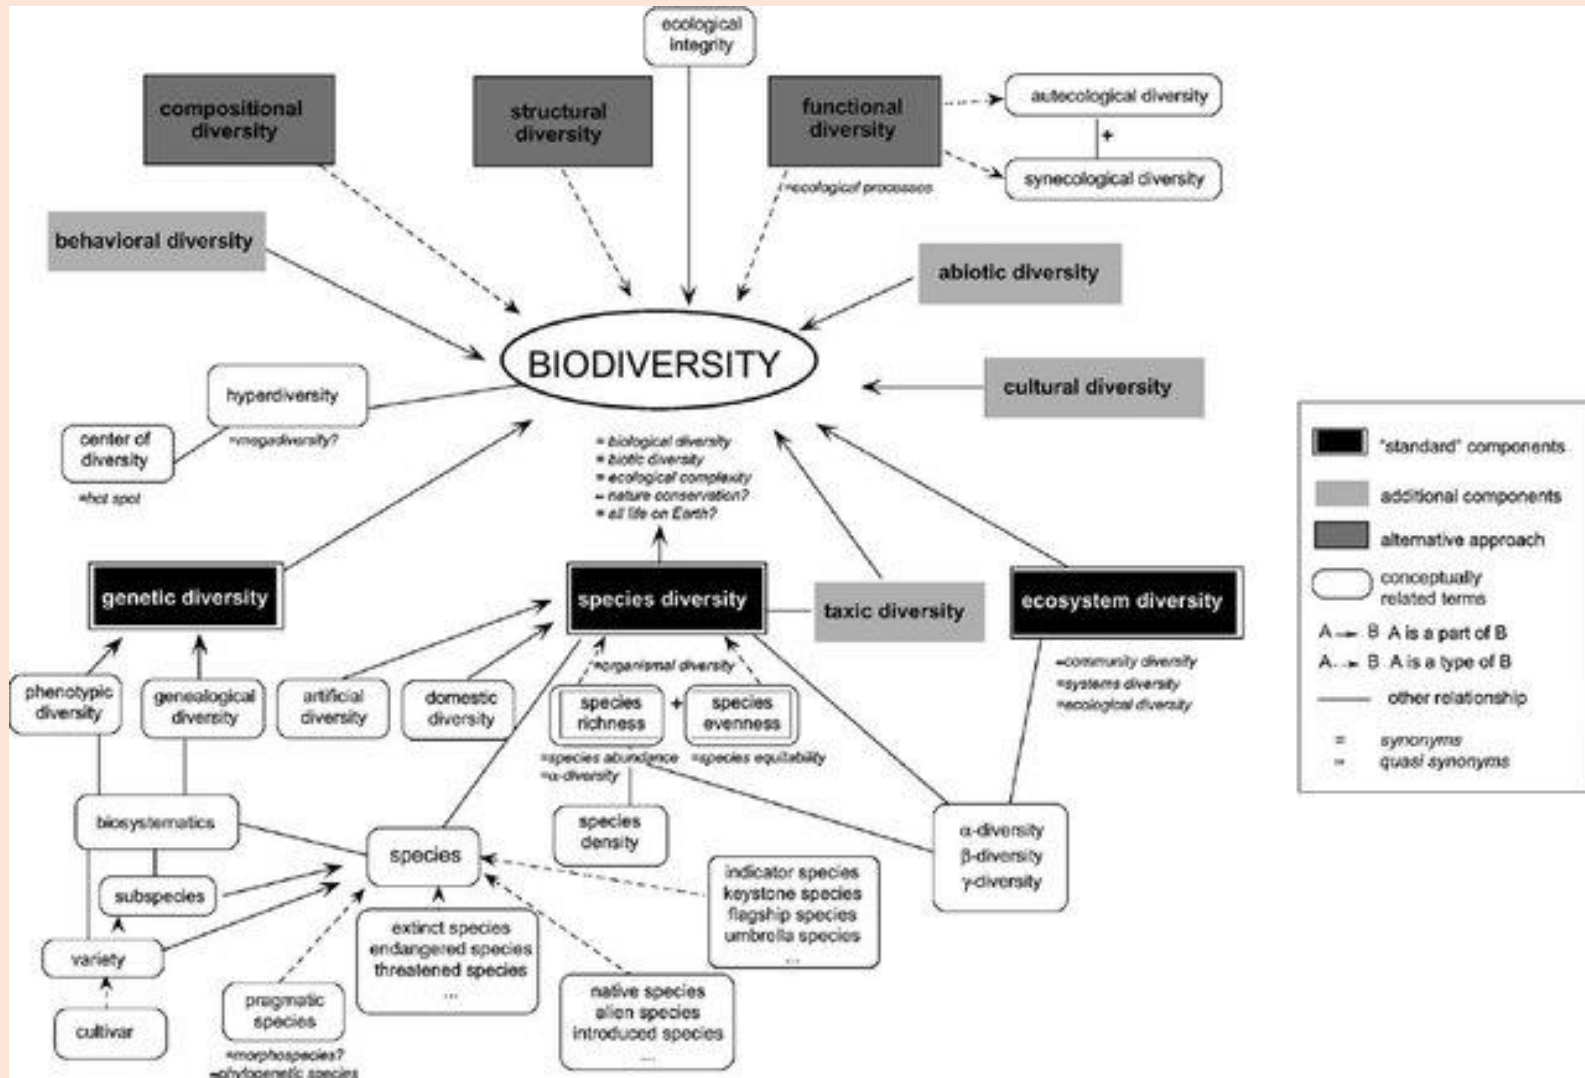 ecological
integrity
compositional
diversity
structural
diversity
functional
diversity
=ecological processes
autecological diversity
+
synecological diversity
behavioral diversity
abiotic diversity
BIODIVERSITY
cultural diversity
hyperdiversity
=megadiversity?
center of
diversity
=hot spot
= biological diversity
= biotic diversity
= ecological complexity
≈ nature conservation?
= all life on Earth?
genetic diversity
species diversity
taxic diversity
ecosystem diversity
=organismal diversity
≈community diversity
=systems diversity
=ecological diversity
phenotypic
diversity
genealogical
diversity
artificial
diversity
domestic
diversity
species
richness
+
species
evenness
=species abundance
=α-diversity
=species equitability
biosystematics
species
species
density
α-diversity
β-diversity
γ-diversity
subspecies
variety
cultivar
extinct species
endangered species
threatened species
...
indicator species
keystone species
flagship species
umbrella species
...
pragmatic
species
=morphospecies?
≈phylogenetic species
native species
alien species
introduced species
...
"standard" components
additional components
alternative approach
conceptually
related terms
A → B A is a part of B
A --→ B A is a type of B
other relationship
= synonyms
≈ quasi synonyms